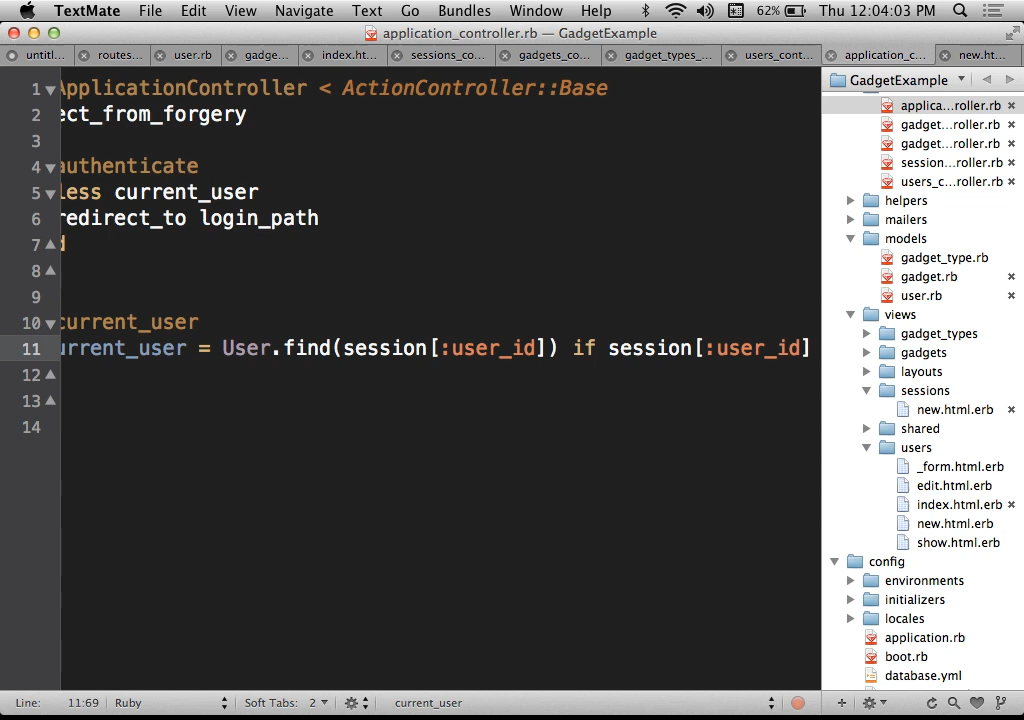 TextMate File Edit View Navigate Text Go Bundles Window Help 62% Thu 12:04:03 PM
application_controller.rb — GadgetExample
untitl... routes... user.rb gadge... index.ht... sessions_co... gadgets_co... gadget_types_... users_cont... application_c... new.ht...
GadgetExample
1 ApplicationController < ActionController::Base
2 ect_from_forgery
3
4 authenticate
5 less current_user
6 redirect_to login_path
7 d
8
9
10 current_user
11 urrent_user = User.find(session[:user_id]) if session[:user_id]
12
13
14
applica...roller.rb
gadget...roller.rb
gadget...roller.rb
session...roller.rb
users_c...roller.rb
helpers
mailers
models
gadget_type.rb
gadget.rb
user.rb
views
gadget_types
gadgets
layouts
sessions
new.html.erb
shared
users
_form.html.erb
edit.html.erb
index.html.erb
new.html.erb
show.html.erb
config
environments
initializers
locales
application.rb
boot.rb
database.yml
Line: 11:69 Ruby Soft Tabs: 2 current_user